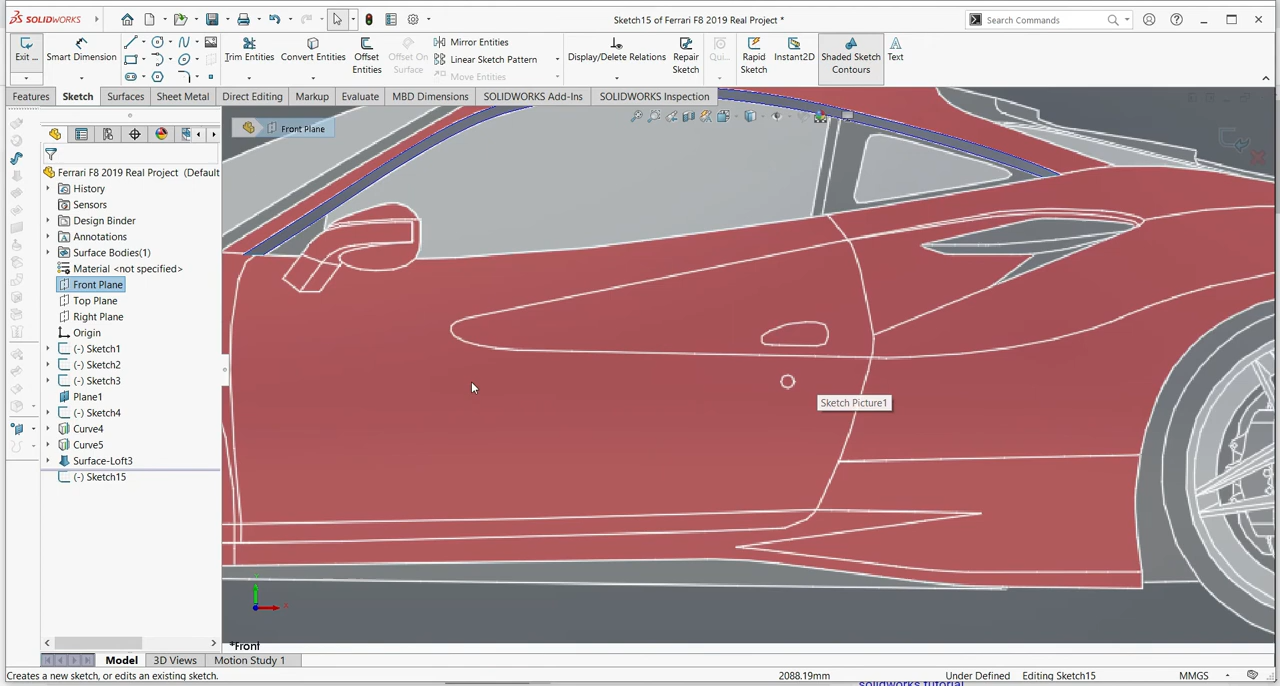 SOLIDWORKS
Sketch15 of Ferrari F8 2019 Real Project *
Search Commands
Exit ...
Smart Dimension
Trim Entities
Convert Entities
Offset Entities
Offset On Surface
Mirror Entities
Linear Sketch Pattern
Move Entities
Display/Delete Relations
Repair Sketch
Qui...
Rapid Sketch
Instant2D
Shaded Sketch Contours
Text
Features
Sketch
Surfaces
Sheet Metal
Direct Editing
Markup
Evaluate
MBD Dimensions
SOLIDWORKS Add-Ins
SOLIDWORKS Inspection
Front Plane
Ferrari F8 2019 Real Project (Default
History
Sensors
Design Binder
Annotations
Surface Bodies(1)
Material <not specified>
Front Plane
Top Plane
Right Plane
Origin
(-) Sketch1
(-) Sketch2
(-) Sketch3
Plane1
(-) Sketch4
Curve4
Curve5
Surface-Loft3
(-) Sketch15
Sketch Picture1
*Front
Model
3D Views
Motion Study 1
Creates a new sketch, or edits an existing sketch.
2088.19mm
Under Defined
Editing Sketch15
MMGS
solidworks tutorial